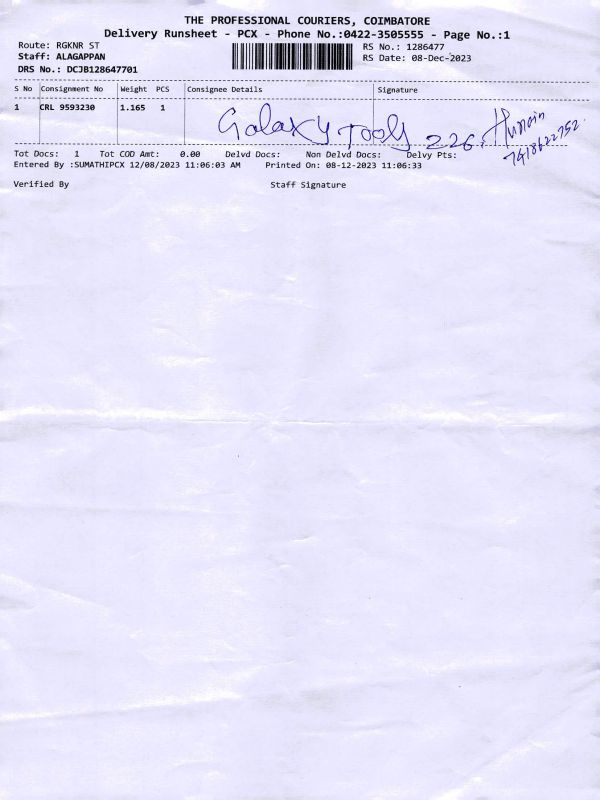 THE PROFESSIONAL COURIERS, COIMBATORE
Delivery Runsheet - PCX - Phone No.:0422-3505555 - Page No.:1
Route: RGKNR ST
RS No.: 1286477
Staff: ALAGAPPAN
RS Date: 08-Dec-2023
DRS No.: DCJB128647701
S No Consignment No Weight PCS Consignee Details Signature
1 CRL 9593230 1.165 1
Galaxy Tools 226,
Tot Docs: 1 Tot COD Amt: 0.00 Delvd Docs: Non Delvd Docs: Delvy Pts:
Entered By :SUMATHIPCX 12/08/2023 11:06:03 AM Printed On: 08-12-2023 11:06:33
Verified By Staff Signature